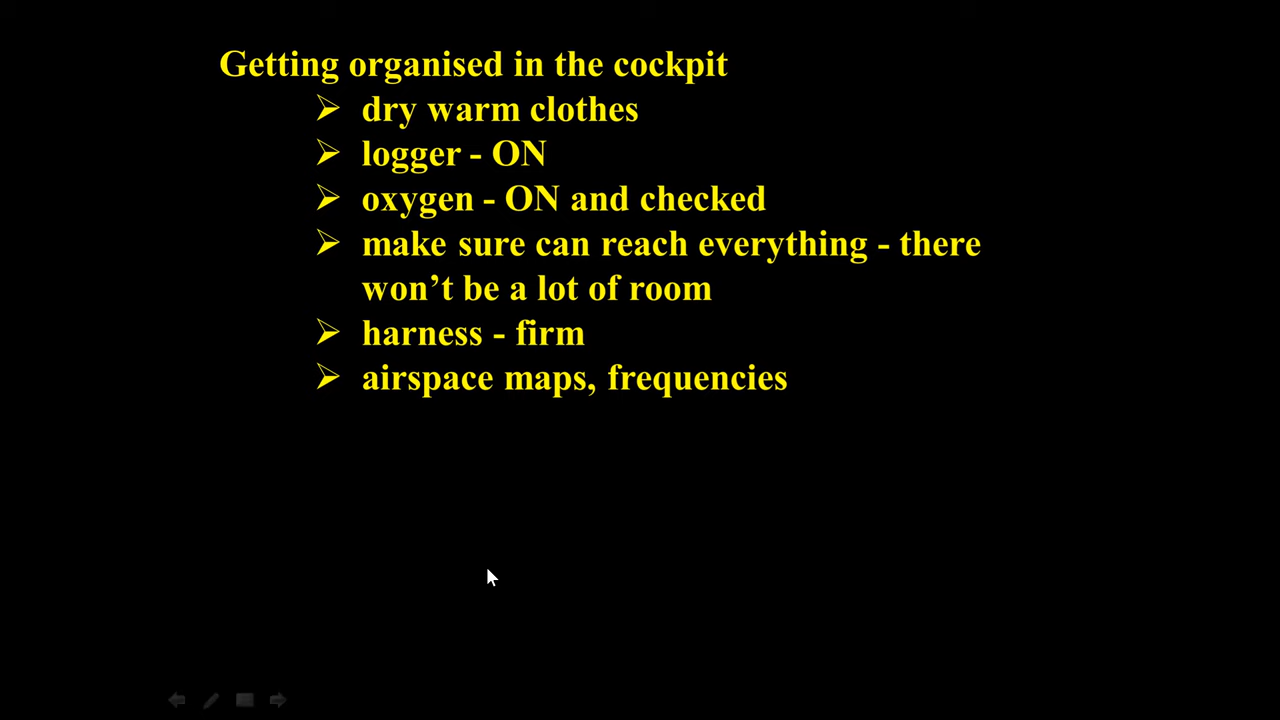 Getting organised in the cockpit
➢ dry warm clothes
➢ logger - ON
➢ oxygen - ON and checked
➢ make sure can reach everything - there
won’t be a lot of room
➢ harness - firm
➢ airspace maps, frequencies